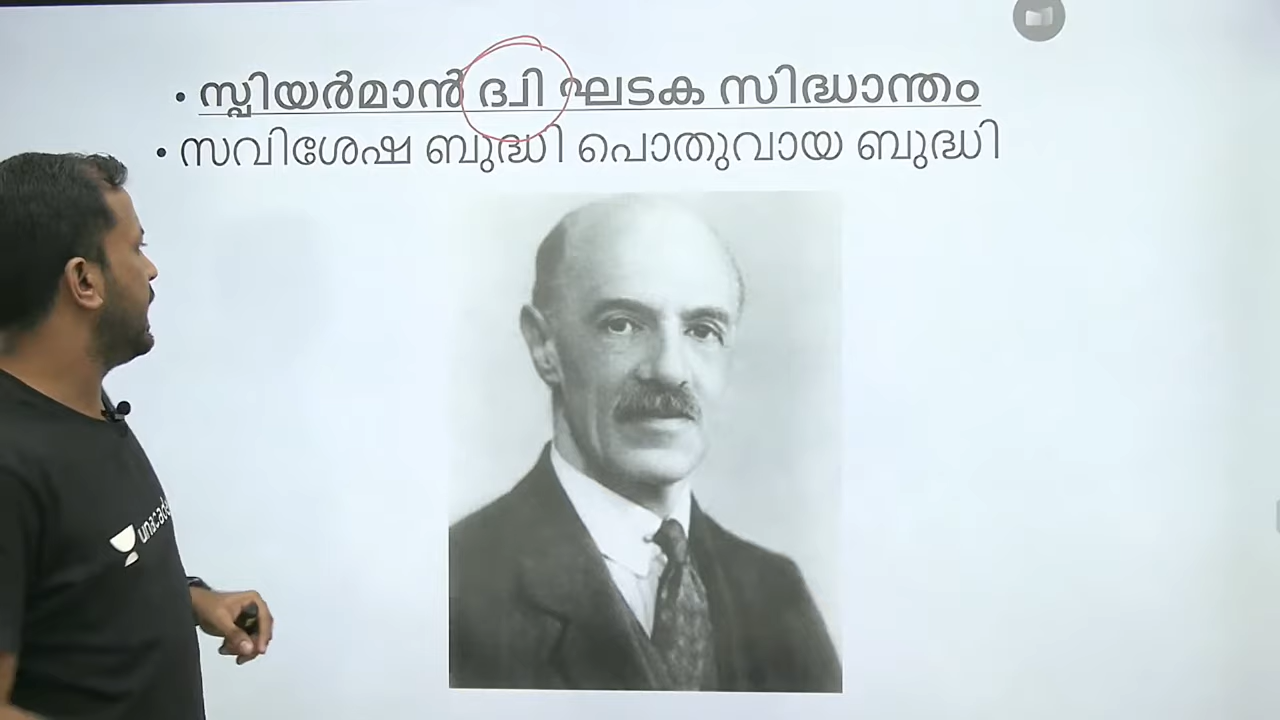 • സ്പിയർമാൻ ദ്വി ഘടക സിദ്ധാന്തം
• സവിശേഷ ബുദ്ധി പൊതുവായ ബുദ്ധി